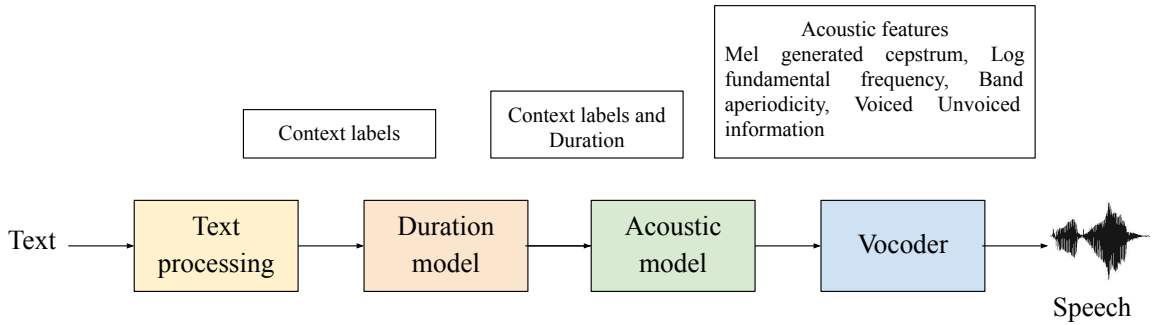 Acoustic features
Mel generated cepstrum, Log
fundamental frequency, Band
aperiodicity, Voiced Unvoiced
information
Context labels
Context labels and
Duration
Text
Text
processing
Duration
model
Acoustic
model
Vocoder
Speech